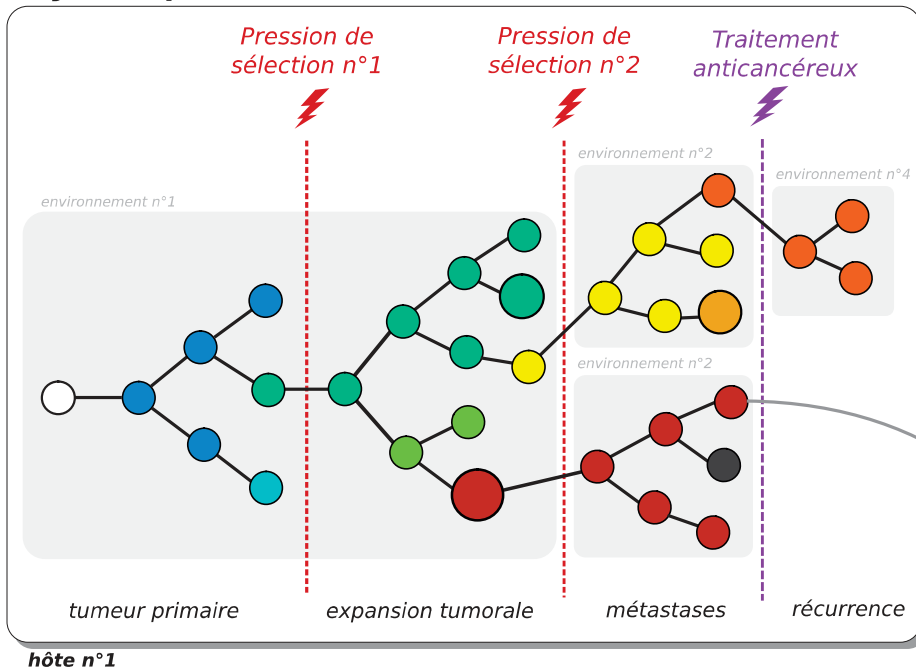 Pression de
sélection n°1
Pression de
sélection n°2
Traitement
anticancéreux
environnement n°1
environnement n°2
environnement n°4
environnement n°2
tumeur primaire
expansion tumorale
métastases
récurrence
hôte n°1